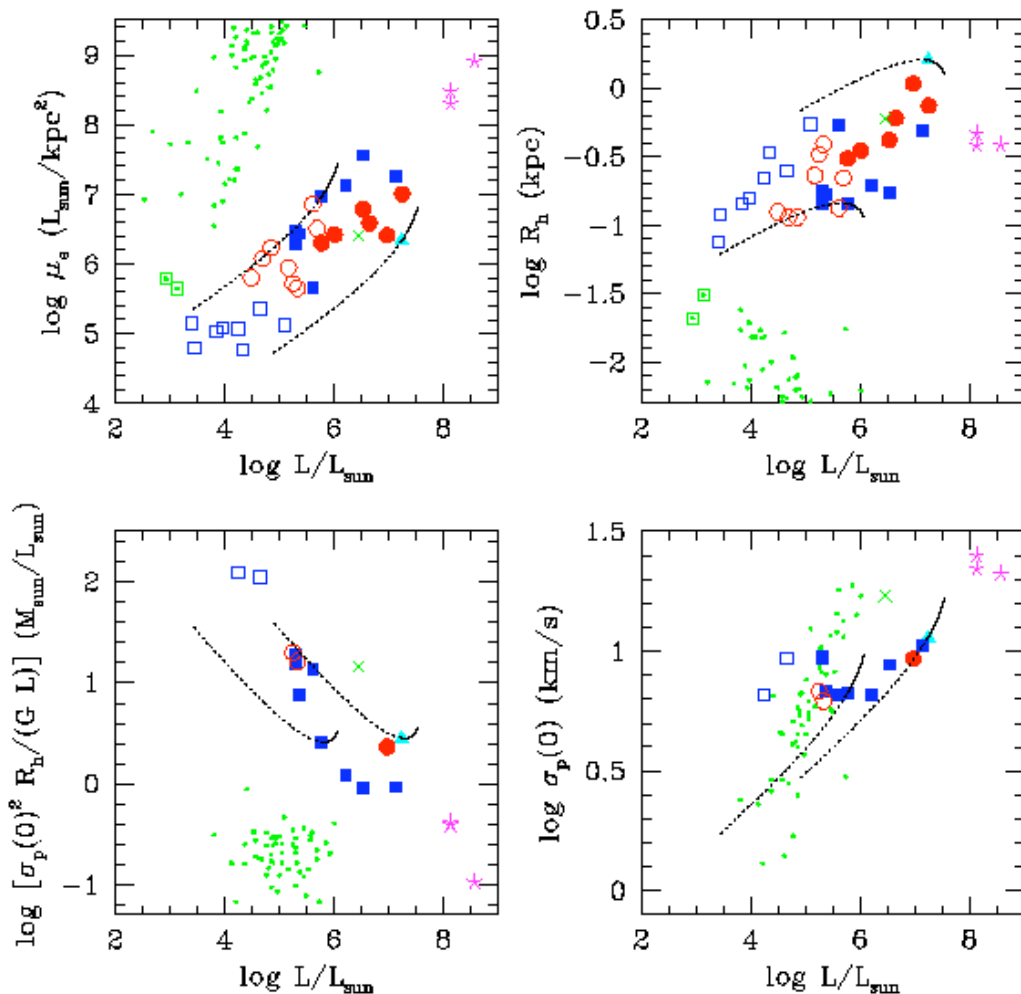 log μe (Lsun/kpc²)
9
8
7
6
5
4
2 4 6 8
log L/Lsun
log Rh (kpc)
0.5
0
−0.5
−1
−1.5
−2
2 4 6 8
log L/Lsun
log [σp(0)² Rh/(G L)] (Msun/Lsun)
2
1
0
−1
2 4 6 8
log L/Lsun
log σp(0) (km/s)
1.5
1
0.5
0
2 4 6 8
log L/Lsun